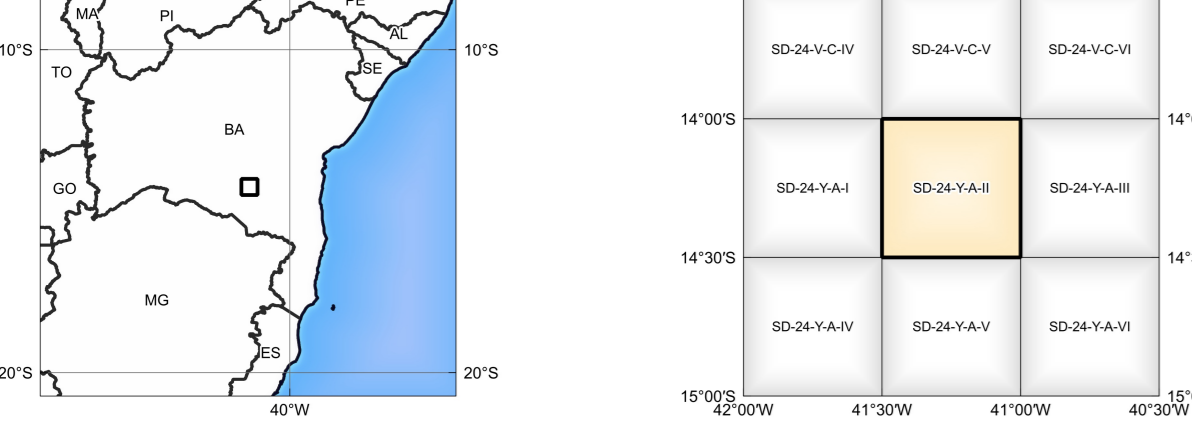 MA
PI
PE
AL
10°S
10°S
TO
SE
BA
GO
MG
ES
20°S
20°S
40°W
SD-24-V-C-IV
SD-24-V-C-V
SD-24-V-C-VI
14°00'S
SD-24-Y-A-I
SD-24-Y-A-II
SD-24-Y-A-III
14°30'S
SD-24-Y-A-IV
SD-24-Y-A-V
SD-24-Y-A-VI
15°00'S
42°00'W
41°30'W
41°00'W
40°30'W